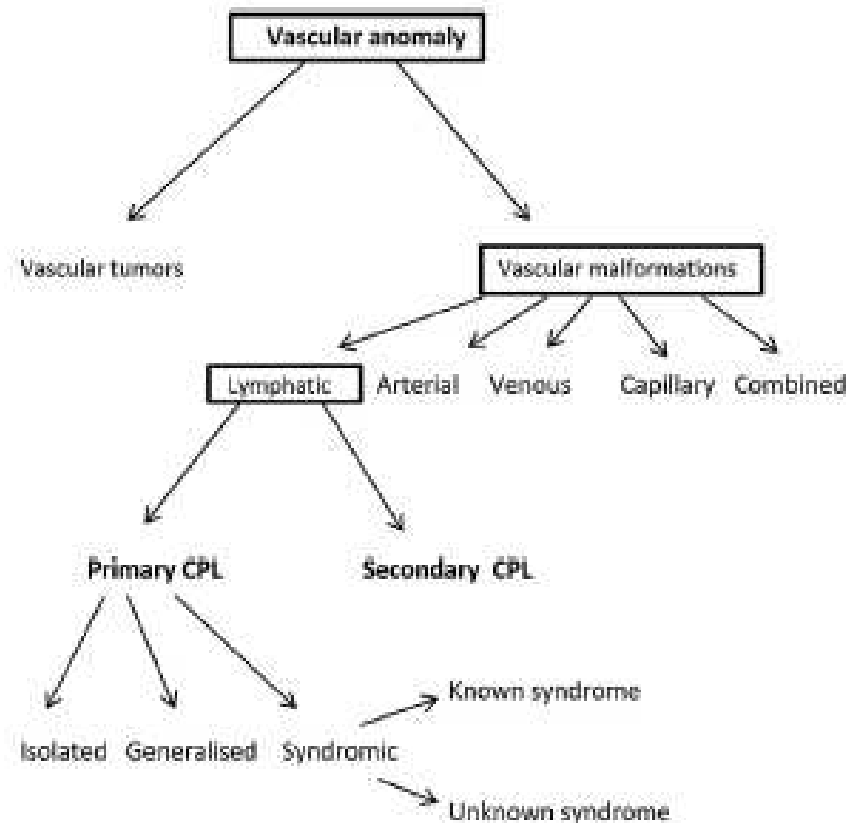 Vascular anomaly
Vascular tumors
Vascular malformations
Lymphatic
Arterial
Venous
Capillary
Combined
Primary CPL
Secondary CPL
Isolated
Generalised
Syndromic
Known syndrome
Unknown syndrome